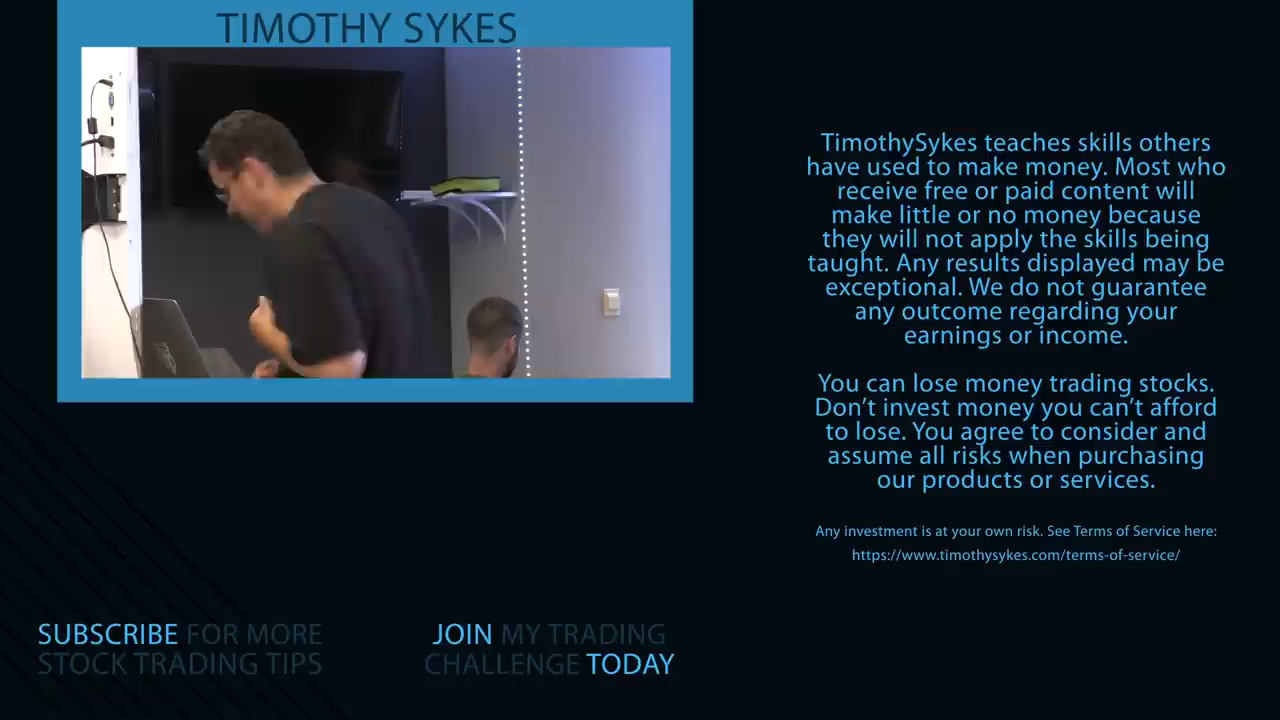 TIMOTHY SYKES
TimothySykes teaches skills others
have used to make money. Most who
receive free or paid content will
make little or no money because
they will not apply the skills being
taught. Any results displayed may be
exceptional. We do not guarantee
any outcome regarding your
earnings or income.
You can lose money trading stocks.
Don’t invest money you can’t afford
to lose. You agree to consider and
assume all risks when purchasing
our products or services.
Any investment is at your own risk. See Terms of Service here:
https://www.timothysykes.com/terms-of-service/
SUBSCRIBE FOR MORE
STOCK TRADING TIPS
JOIN MY TRADING
CHALLENGE TODAY